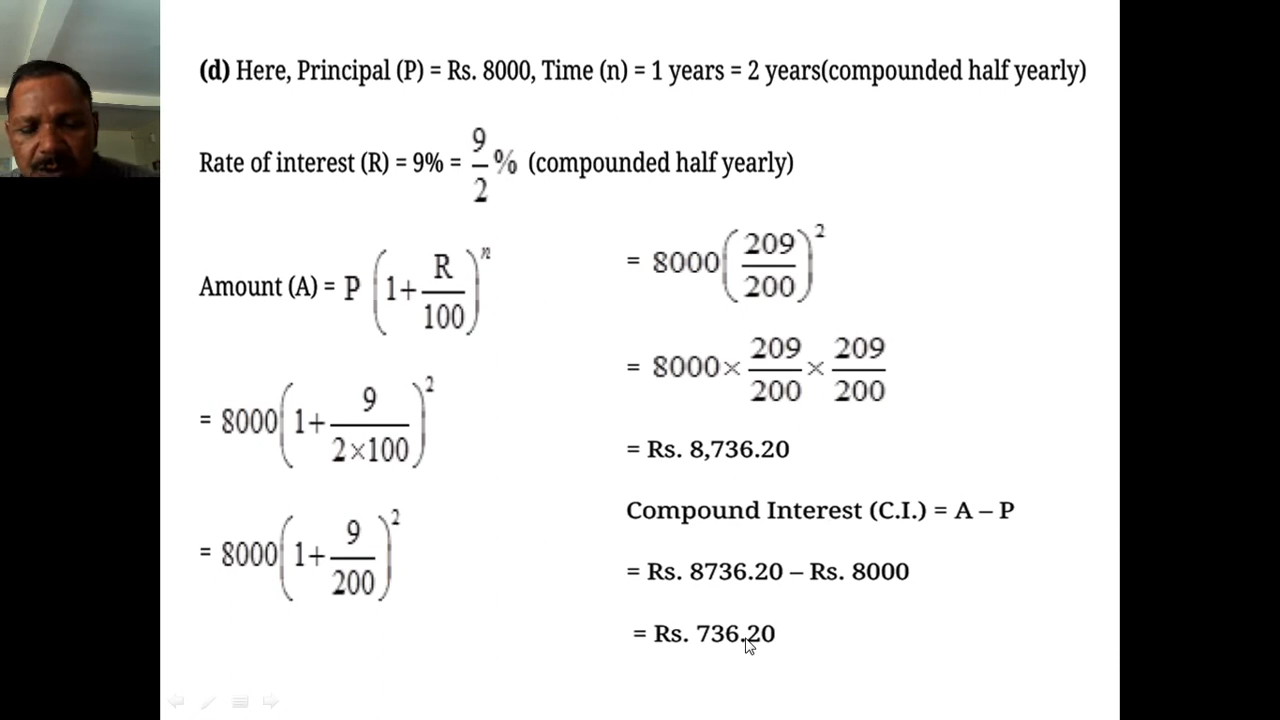 (d) Here, Principal (P) = Rs. 8000, Time (n) = 1 years = 2 years(compounded half yearly)
Rate of interest (R) = 9% = 9/2 % (compounded half yearly)
Amount (A) = P (1+ R/100)^n
= 8000(1+ 9/(2×100))^2
= 8000(1+ 9/200)^2
= 8000(209/200)^2
= 8000× 209/200 × 209/200
= Rs. 8,736.20
Compound Interest (C.I.) = A – P
= Rs. 8736.20 – Rs. 8000
= Rs. 736.20